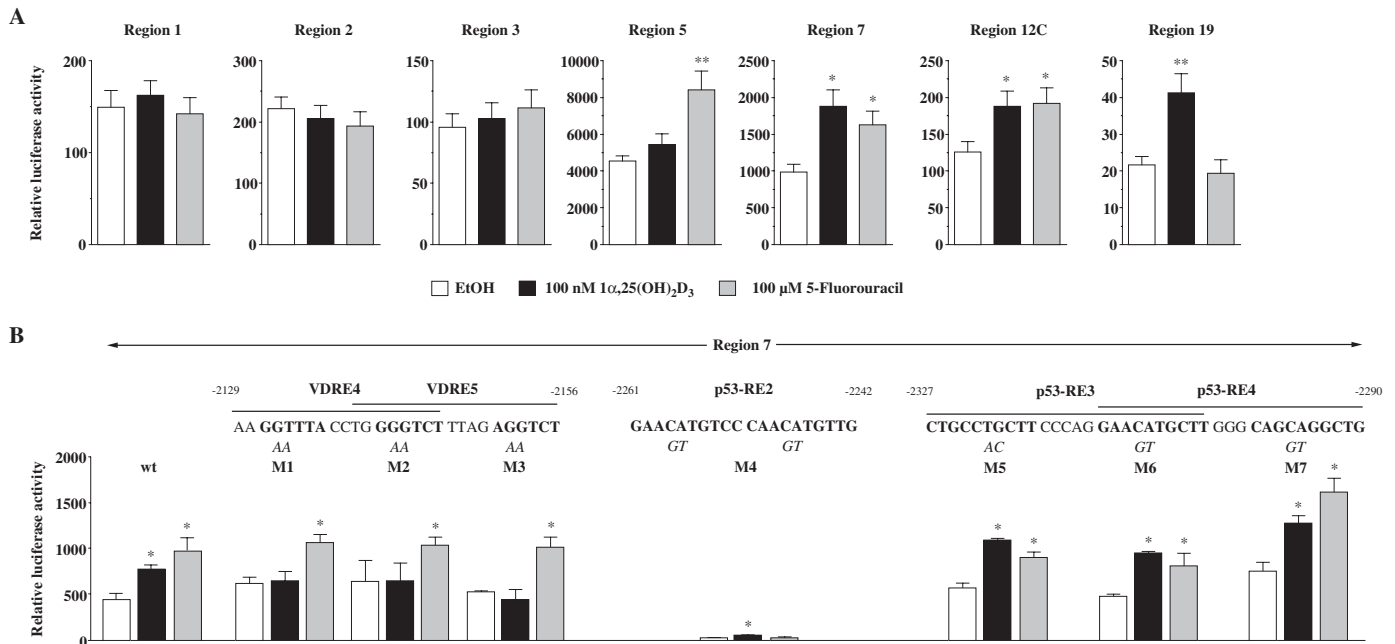 A
Region 1 Region 2 Region 3 Region 5 Region 7 Region 12C Region 19
Relative luciferase activity
200 300 150 10000 2500 250 50
** * * * * **
8000 2000 200 40
200 100
6000 1500 150 30
100
4000 1000 100 20
100 50
2000 500 50 10
0 0 0 0 0 0 0
EtOH 100 nM 1α,25(OH)₂D₃ 100 µM 5-Fluorouracil
B
Region 7
-2129 VDRE4 VDRE5 -2156 -2261 p53-RE2 -2242 -2327 p53-RE3 p53-RE4 -2290
AA GGTTTA CCTG GGGTCT TTAG AGGTCT GAACATGTCC CAACATGTTG CTGCCTGCTT CCCAG GAACATGCTT GGG CAGCAGGCTG
AA AA AA GT GT AC GT GT
wt M1 M2 M3 M4 M5 M6 M7
Relative luciferase activity
2000
1500
1000
500
0
* * * * * * * * * * * *